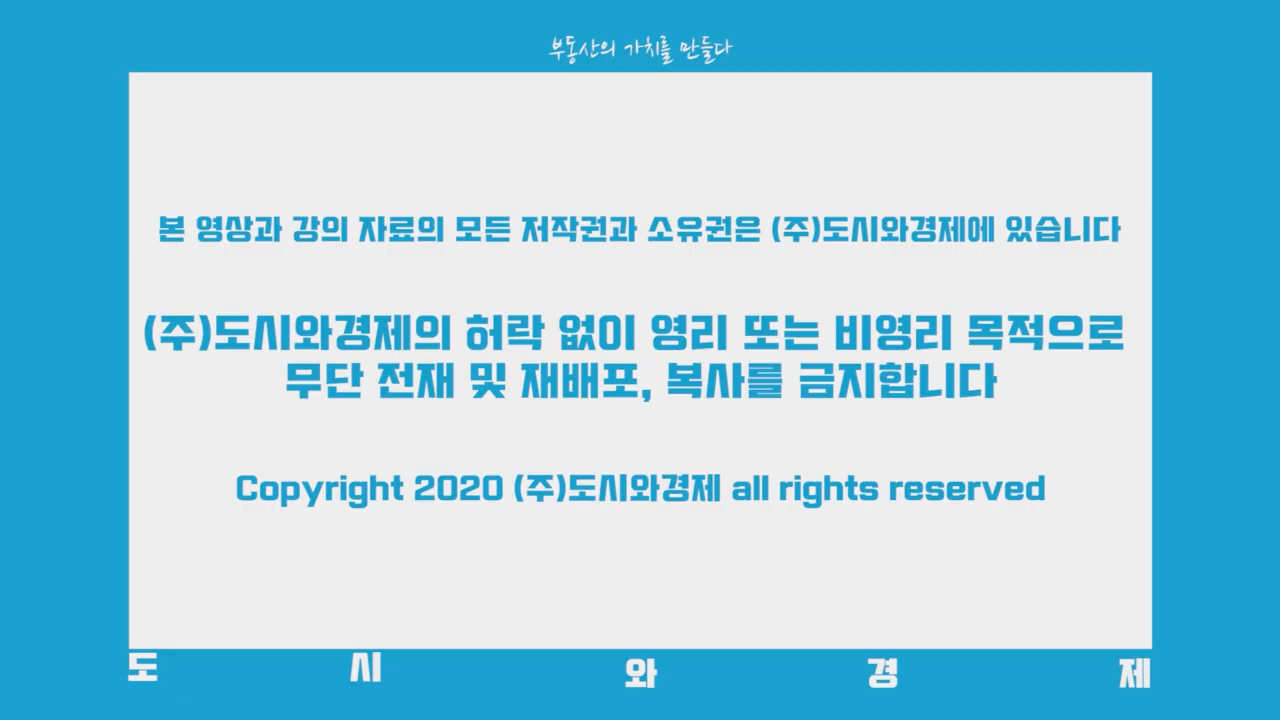 부동산의 가치를 만들다
본 영상과 강의 자료의 모든 저작권과 소유권은 (주)도시와경제에 있습니다
(주)도시와경제의 허락 없이 영리 또는 비영리 목적으로
무단 전재 및 재배포, 복사를 금지합니다
Copyright 2020 (주)도시와경제 all rights reserved
도 시 와 경 제